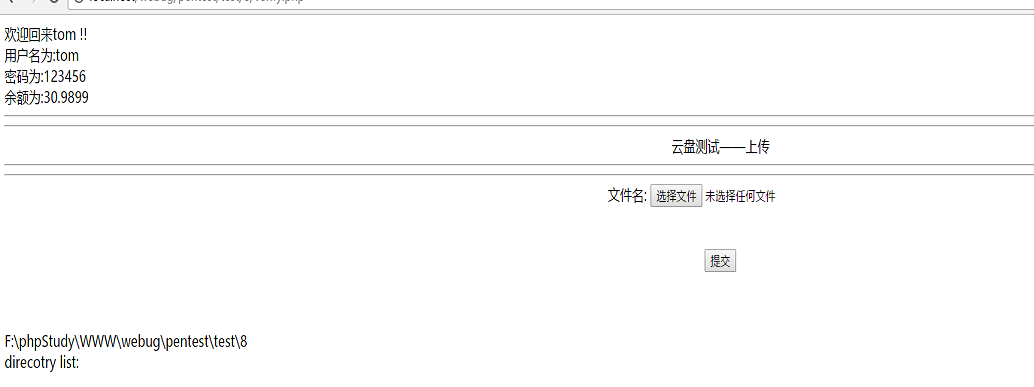 欢迎回来tom !!
用户名为:tom
密码为:123456
余额为:30.9899
云盘测试——上传
文件名: 选择文件 未选择任何文件
提交
F:\phpStudy\WWW\webug\pentest\test\8
direcotry list: